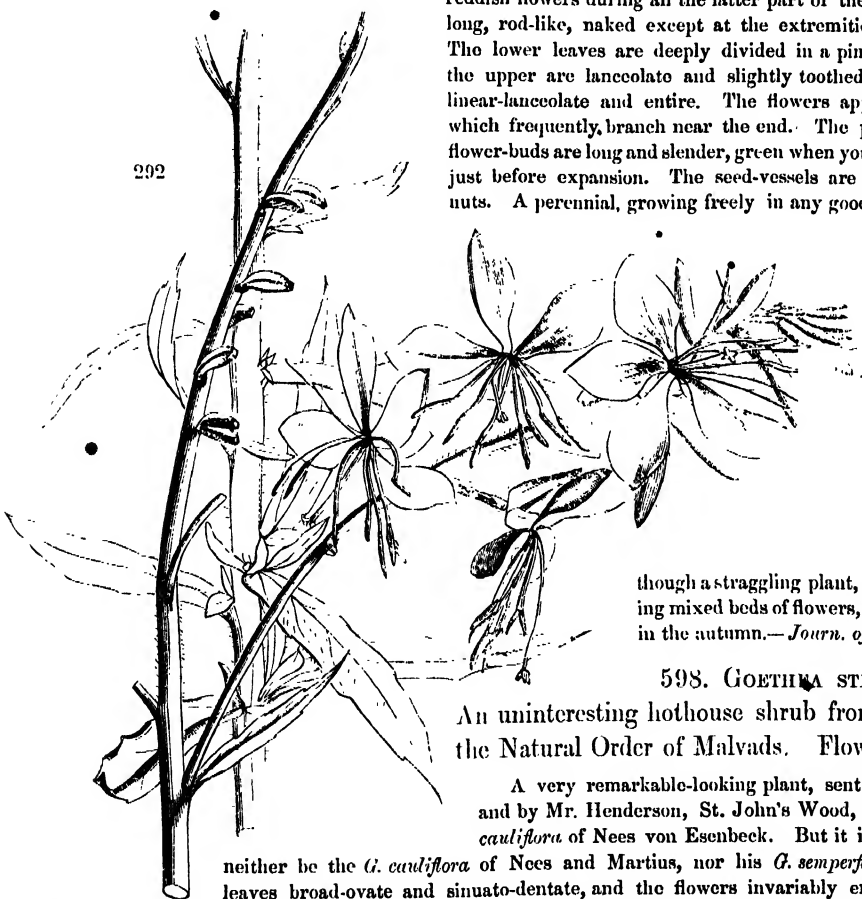 reddish flowers during all the latter part of the
long, rod-like, naked except at the extremitie
The lower leaves are deeply divided in a pin
the upper are lanceolate and slightly toothed
linear-lanceolate and entire. The flowers ap
which frequently branch near the end. The p
292
flower-buds are long and slender, green when you
just before expansion. The seed-vessels are
nuts. A perennial, growing freely in any good
though a straggling plant,
ing mixed beds of flowers,
in the autumn.—Journ. o
598. GOETHEA ST
An uninteresting hothouse shrub fro
the Natural Order of Malvads. Flow
A very remarkable-looking plant, sent
and by Mr. Henderson, St. John's Wood,
cauliflora of Nees von Esenbeck. But it i
neither be the G. cauliflora of Nees and Martius, nor his G. semperf
leaves broad-ovate and sinuato-dentate, and the flowers invariably e